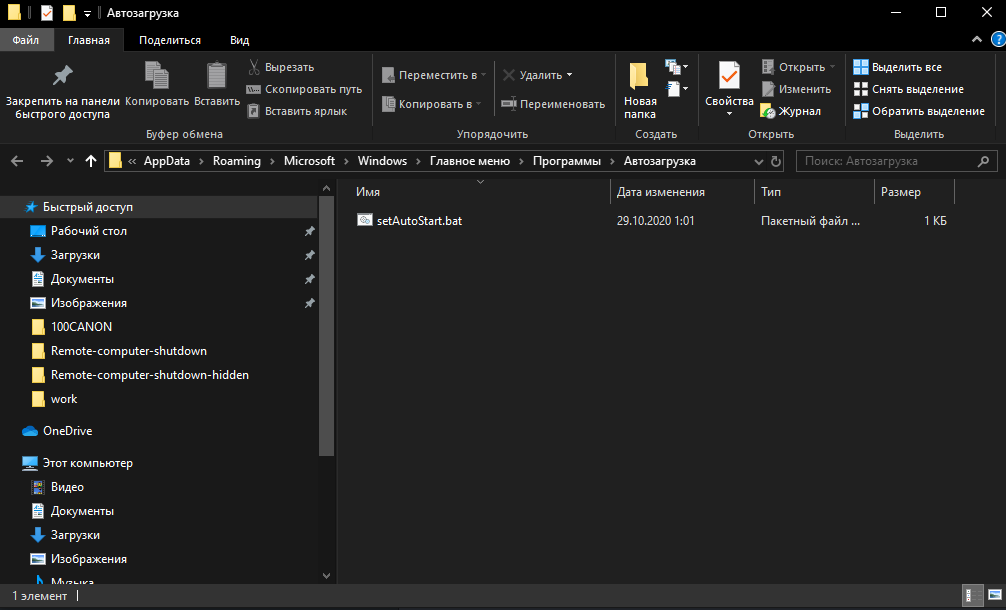 Автозагрузка
Файл Главная Поделиться Вид
Закрепить на панели быстрого доступа
Копировать
Вставить
Вырезать
Скопировать путь
Вставить ярлык
Буфер обмена
Переместить в
Копировать в
Удалить
Переименовать
Упорядочить
Новая папка
Создать
Свойства
Открыть
Изменить
Журнал
Открыть
Выделить все
Снять выделение
Обратить выделение
Выделить
« AppData › Roaming › Microsoft › Windows › Главное меню › Программы › Автозагрузка
Поиск: Автозагрузка
Быстрый доступ
Рабочий стол
Загрузки
Документы
Изображения
100CANON
Remote-computer-shutdown
Remote-computer-shutdown-hidden
work
OneDrive
Этот компьютер
Видео
Документы
Загрузки
Изображения
Музыка
Имя Дата изменения Тип Размер
setAutoStart.bat 29.10.2020 1:01 Пакетный файл ... 1 КБ
1 элемент